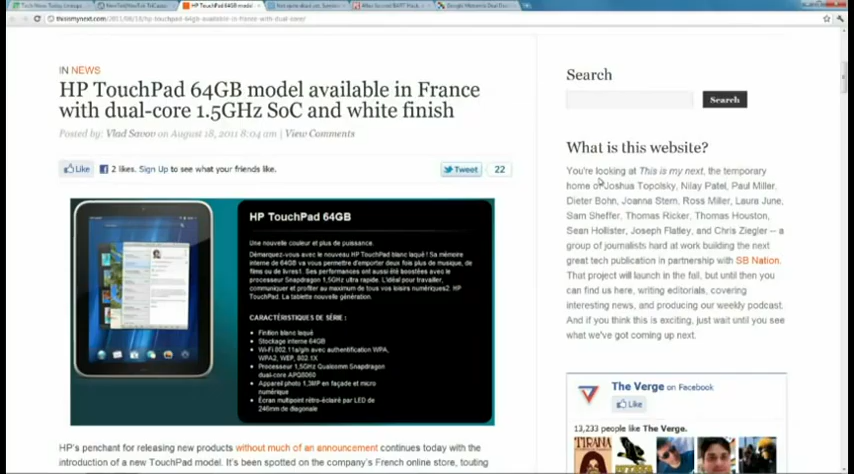 HP TouchPad 64GB model
thisismynext.com/2011/08/18/hp-touchpad-64gb-available-in-france-with-dual-core/
IN NEWS
HP TouchPad 64GB model available in France
with dual-core 1.5GHz SoC and white finish
Posted by: Vlad Savov on August 18, 2011 8:04 am | View Comments
Like
2 likes. Sign Up to see what your friends like.
Tweet
22
HP TouchPad 64GB
Une nouvelle couleur et plus de puissance.
Démarquez-vous avec le nouveau HP TouchPad blanc laqué ! Sa mémoire
interne de 64G va vous permettre d'emporter deux fois plus de musique, de
films ou de livres1. Ses performances ont aussi été boostées avec le
processeur Snapdragon 1,5GHz ultra rapide. L'idéal pour travailler,
communiquer et profiter au maximum de tous vos loisirs numériques2. HP
TouchPad. La tablette nouvelle génération.
CARACTÉRISTIQUES DE SÉRIE :
Finition blanc laqué
Stockage interne 64GB
Wi-Fi 802.11a/g/n avec authentification WPA,
WPA2, WEP, 802.1X
Processeur 1,5GHz Qualcomm Snapdragon
dual-core APQ8060
Appareil photo 1,3MP en façade et micro
numérique
Écran multipoint rétro-éclairé par LED de
246mm de diagonale
HP's penchant for releasing new products without much of an announcement continues today with the
introduction of a new TouchPad model. It's been spotted on the company's French online store, touting
Search
Search
What is this website?
You're looking at This is my next, the temporary
home of Joshua Topolsky, Nilay Patel, Paul Miller,
Dieter Bohn, Joanna Stern, Ross Miller, Laura June,
Sam Sheffer, Thomas Ricker, Thomas Houston,
Sean Hollister, Joseph Flatley, and Chris Ziegler — a
group of journalists hard at work building the next
great tech publication in partnership with SB Nation.
That project will launch in the fall, but until then you
can find us here, writing editorials, covering
interesting news, and producing our weekly podcast.
And if you think this is exciting, just wait until you see
what we've got coming up next.
The Verge on Facebook
Like
13,233 people like The Verge.
TIRANA